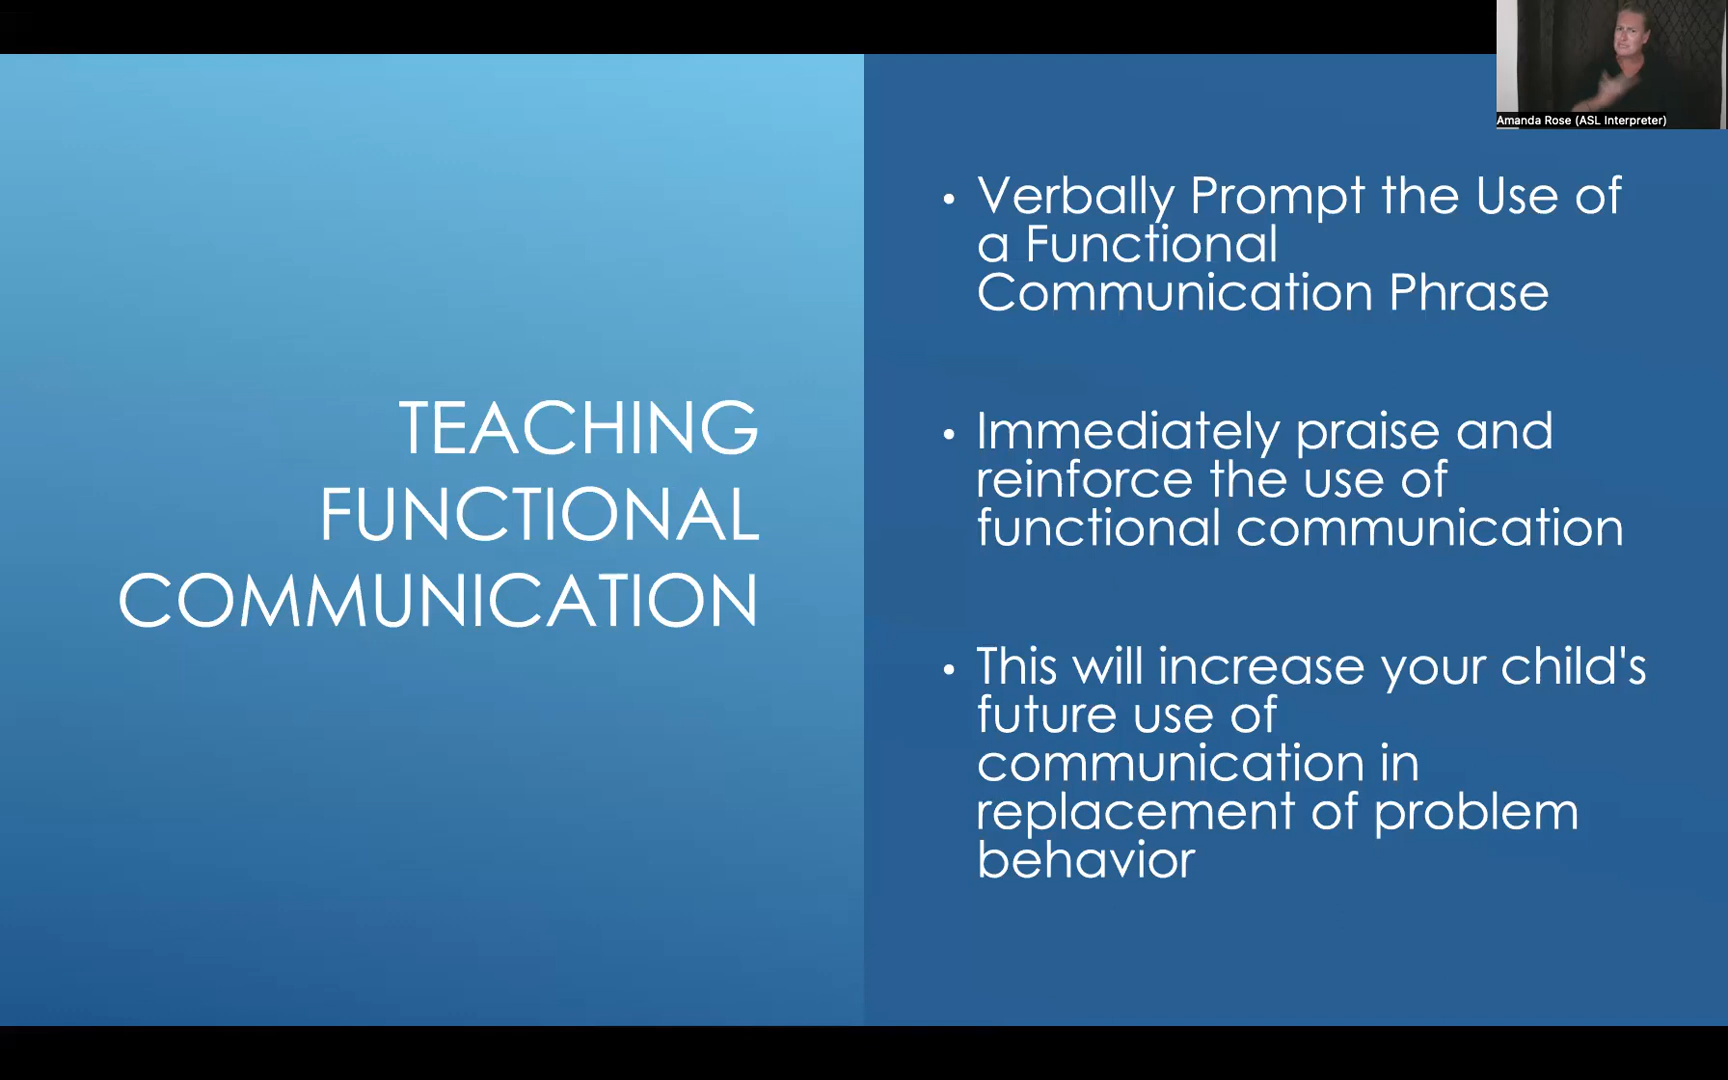 Amanda Rose (ASL Interpreter)
TEACHING
FUNCTIONAL
COMMUNICATION
• Verbally Prompt the Use of
a Functional
Communication Phrase
• Immediately praise and
reinforce the use of
functional communication
• This will increase your child's
future use of
communication in
replacement of problem
behavior